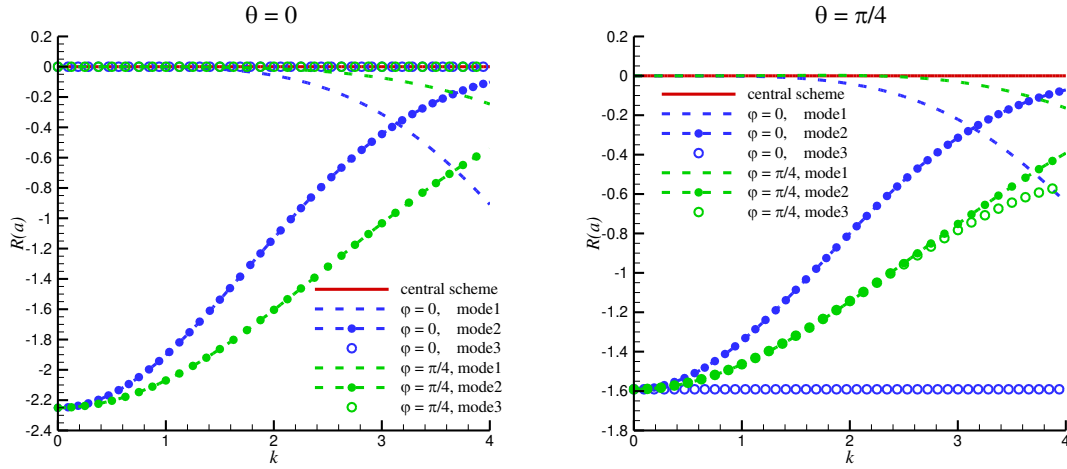 θ = 0
0.2
0
-0.2
-0.4
-0.6
-0.8
-1
-1.2
-1.4
-1.6
-1.8
-2
-2.2
-2.4
R(a)
central scheme
φ = 0, mode1
φ = 0, mode2
φ = 0, mode3
φ = π/4, mode1
φ = π/4, mode2
φ = π/4, mode3
0 1 2 3 4
k
θ = π/4
0.2
0
-0.2
-0.4
-0.6
-0.8
-1
-1.2
-1.4
-1.6
-1.8
R(a)
central scheme
φ = 0, mode1
φ = 0, mode2
φ = 0, mode3
φ = π/4, mode1
φ = π/4, mode2
φ = π/4, mode3
0 1 2 3 4
k